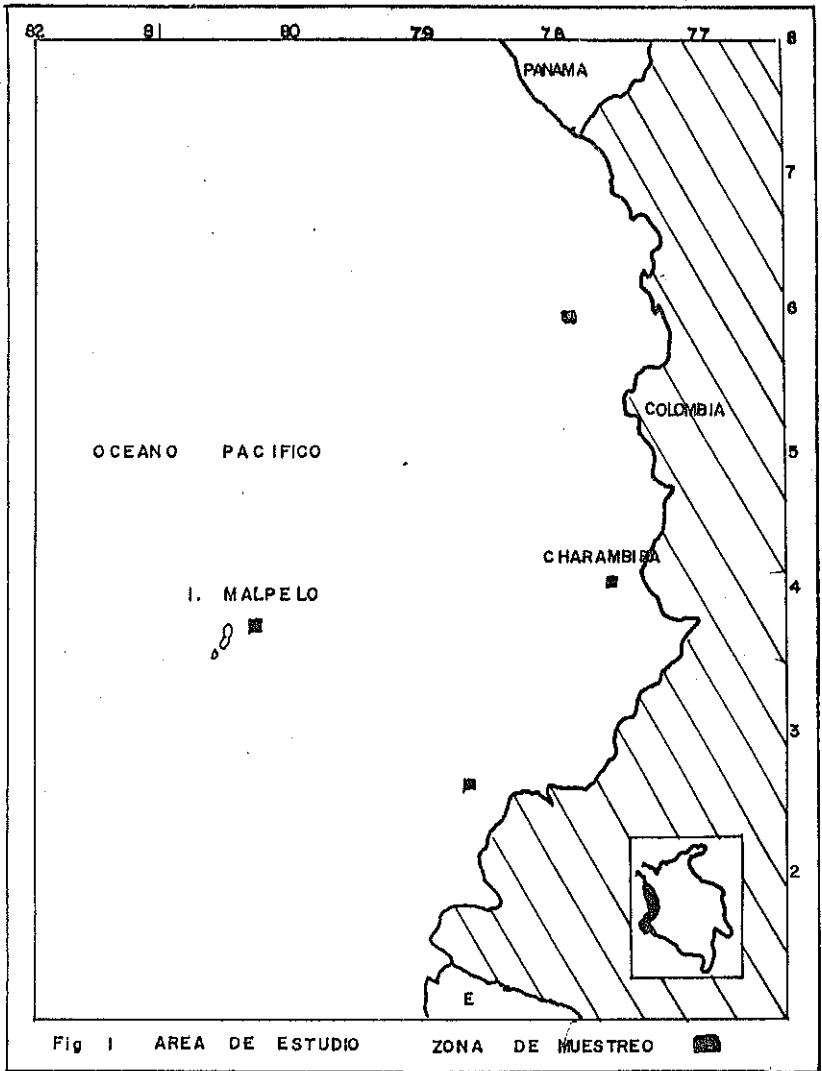 82 81 80 79 78 77 8
PANAMA
7
6
COLOMBIA
OCEANO PACIFICO 5
CHARAMBIRA
4
I. MALPELO
3
2
E
Fig 1 AREA DE ESTUDIO ZONA DE MUESTREO